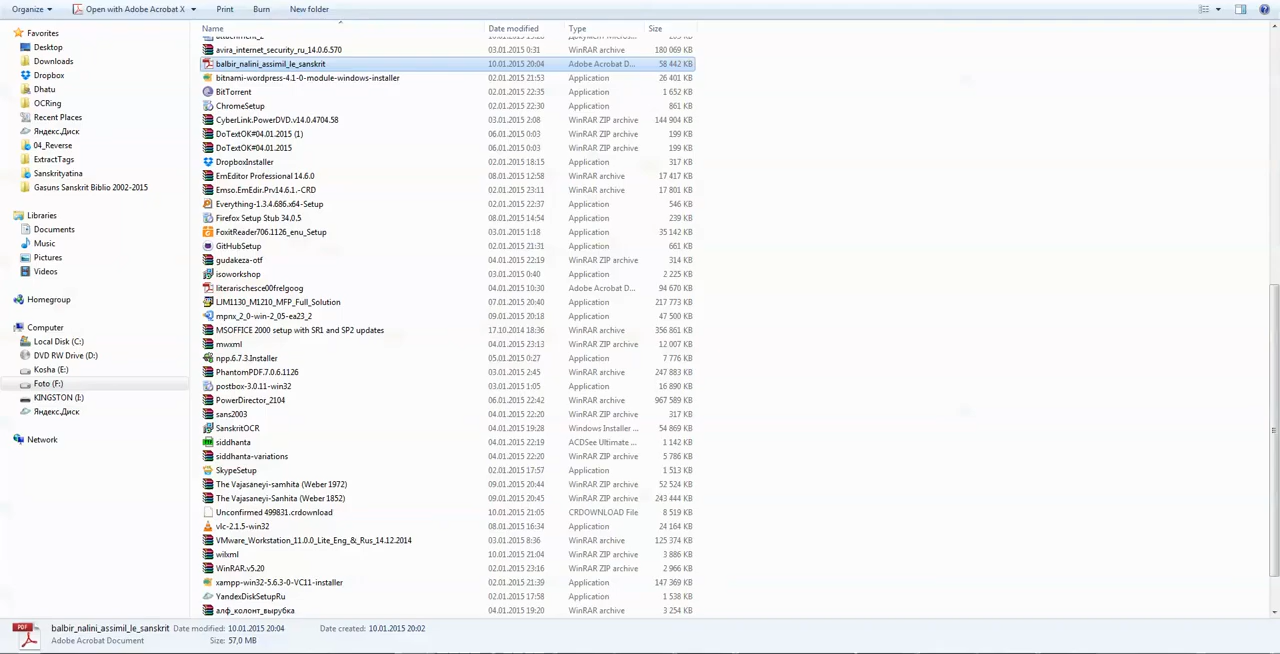 Organize Open with Adobe Acrobat X Print Burn New folder
Favorites
Desktop
Downloads
Dropbox
Dhatu
OCRing
Recent Places
Яндекс.Диск
04_Reverse
ExtractTags
Sanskrityatina
Gasuns Sanskrit Biblio 2002-2015
Libraries
Documents
Music
Pictures
Videos
Homegroup
Computer
Local Disk (C:)
DVD RW Drive (D:)
Kosha (E:)
Foto (F:)
KINGSTON (I:)
Яндекс.Диск
Network
Name Date modified Type Size
avira_internet_security_ru_14.0.6.570 03.01.2015 0:31 WinRAR archive 180 069 KB
balbir_nalini_assimil_le_sanskrit 10.01.2015 20:04 Adobe Acrobat D... 58 442 KB
bitnami-wordpress-4.1-0-module-windows-installer 02.01.2015 21:53 Application 26 401 KB
BitTorrent 02.01.2015 22:35 Application 1 652 KB
ChromeSetup 02.01.2015 22:30 Application 861 KB
CyberLink.PowerDVD.v14.0.4704.58 03.01.2015 2:08 WinRAR ZIP archive 144 904 KB
DoTextOK#04.01.2015 (1) 06.01.2015 0:03 WinRAR ZIP archive 199 KB
DoTextOK#04.01.2015 06.01.2015 0:03 WinRAR ZIP archive 199 KB
DropboxInstaller 02.01.2015 18:15 Application 317 KB
EmEditor Professional 14.6.0 08.01.2015 12:58 WinRAR archive 17 417 KB
Emso.EmEdir.Prv14.6.1.-CRD 02.01.2015 23:11 WinRAR archive 17 801 KB
Everything-1.3.4.686.x64-Setup 02.01.2015 22:37 Application 546 KB
Firefox Setup Stub 34.0.5 08.01.2015 14:54 Application 239 KB
FoxitReader706.1126_enu_Setup 03.01.2015 1:18 Application 35 142 KB
GitHubSetup 02.01.2015 21:31 Application 661 KB
gudakeza-otf 04.01.2015 22:19 WinRAR ZIP archive 314 KB
isoworkshop 03.01.2015 0:40 Application 2 225 KB
literarischesce00frelgoog 04.01.2015 10:30 Adobe Acrobat D... 94 670 KB
LJM1130_M1210_MFP_Full_Solution 07.01.2015 20:40 Application 217 773 KB
mpnx_2_0-win-2_05-ea23_2 09.01.2015 20:18 Application 47 500 KB
MSOFFICE 2000 setup with SR1 and SP2 updates 17.10.2014 18:36 WinRAR archive 356 861 KB
mwxml 04.01.2015 23:13 WinRAR archive 12 007 KB
npp.6.7.3.Installer 05.01.2015 0:27 Application 7 776 KB
PhantomPDF.7.0.6.1126 03.01.2015 2:45 WinRAR archive 247 883 KB
postbox-3.0.11-win32 03.01.2015 1:05 Application 16 890 KB
PowerDirector_2104 06.01.2015 22:42 WinRAR archive 967 589 KB
sans2003 04.01.2015 22:20 WinRAR ZIP archive 317 KB
SanskritOCR 04.01.2015 19:28 Windows Installer ... 54 869 KB
siddhanta 04.01.2015 22:19 ACDSee Ultimate ... 1 142 KB
siddhanta-variations 04.01.2015 22:20 WinRAR ZIP archive 5 786 KB
SkypeSetup 02.01.2015 17:57 Application 1 513 KB
The Vajasaneyi-samhita (Weber 1972) 09.01.2015 20:44 WinRAR archive 52 524 KB
The Vajasaneyi-Sanhita (Weber 1852) 09.01.2015 20:45 WinRAR archive 243 444 KB
Unconfirmed 499831.crdownload 10.01.2015 21:05 CRDOWNLOAD File 8 519 KB
vlc-2.1.5-win32 08.01.2015 16:34 Application 24 164 KB
VMware_Workstation_11.0.0_Lite_Eng_&_Rus_14.12.2014 03.01.2015 8:36 WinRAR archive 125 374 KB
wilxml 10.01.2015 21:04 WinRAR archive 3 886 KB
WinRAR.v5.20 02.01.2015 23:16 WinRAR ZIP archive 2 966 KB
xampp-win32-5.6.3-0-VC11-installer 02.01.2015 21:39 Application 147 369 KB
YandexDiskSetupRu 02.01.2015 17:58 Application 1 538 KB
алф_колонт_вырубка 04.01.2015 19:20 WinRAR archive 3 254 KB
balbir_nalini_assimil_le_sanskrit Date modified: 10.01.2015 20:04 Date created: 10.01.2015 20:02
Adobe Acrobat Document Size: 57,0 MB